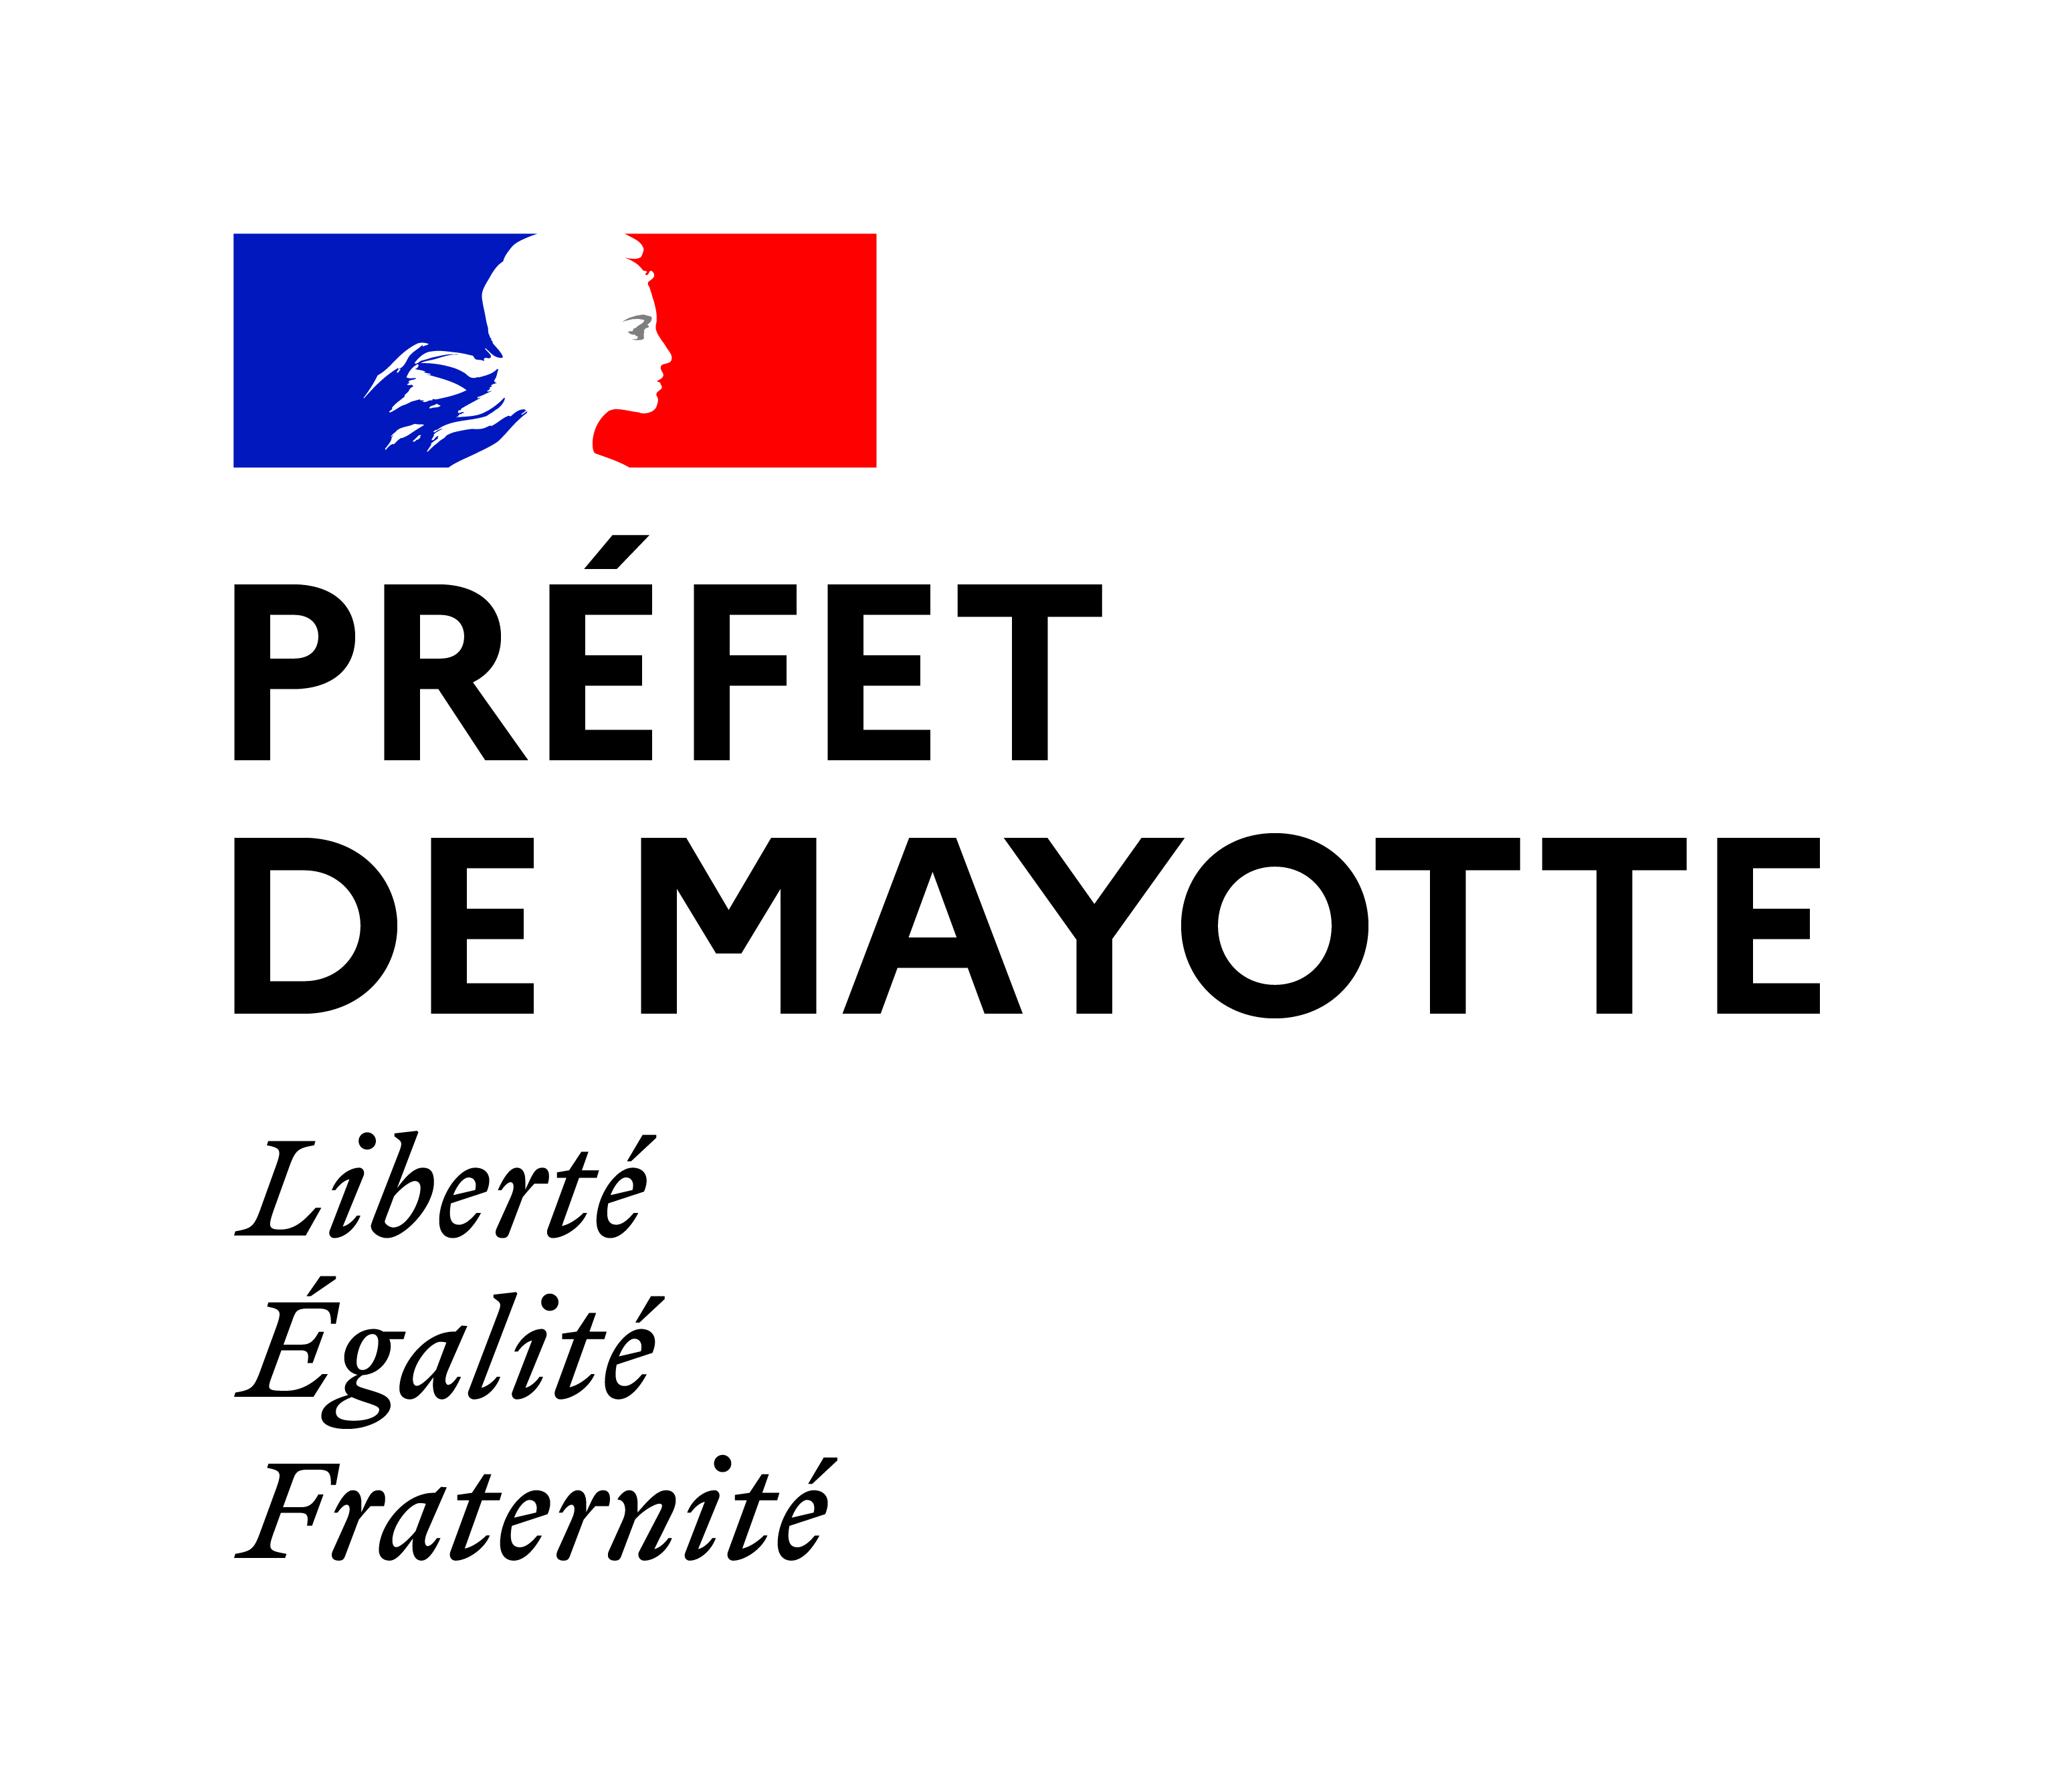 PRÉFET
DE MAYOTTE
Liberté
Égalité
Fraternité